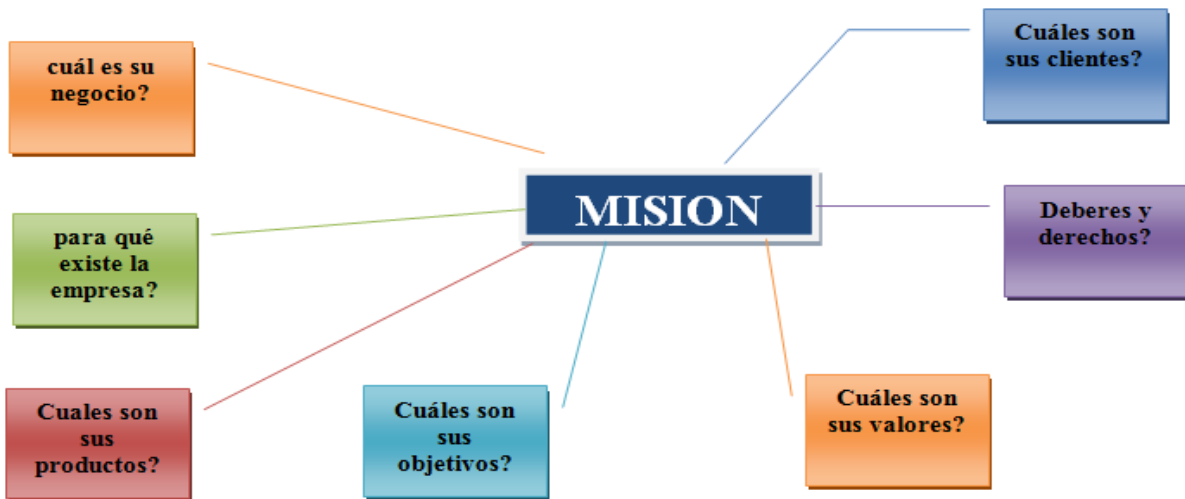 Cuáles son
sus clientes?
cuál es su
negocio?
MISION
Deberes y
derechos?
para qué
existe la
empresa?
Cuales son
sus
productos?
Cuáles son
sus
objetivos?
Cuáles son
sus valores?